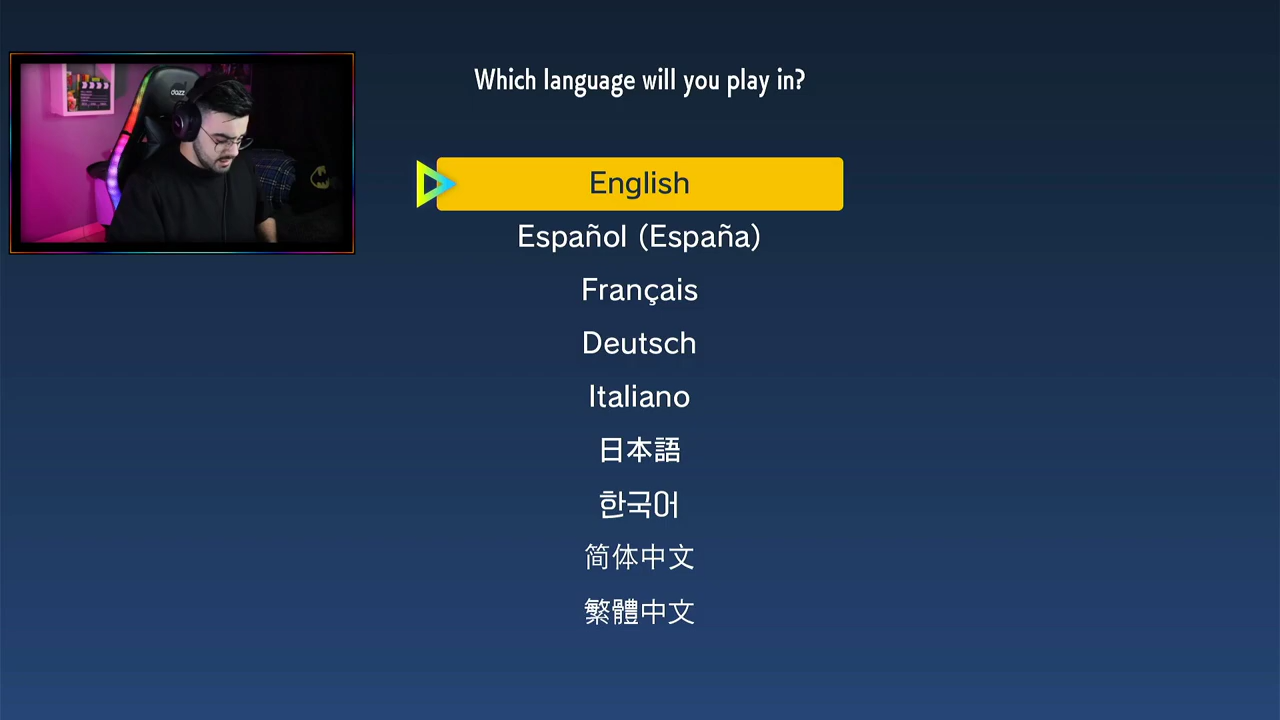 Which language will you play in?
dazz
English
Español (España)
Français
Deutsch
Italiano
日本語
한국어
简体中文
繁體中文